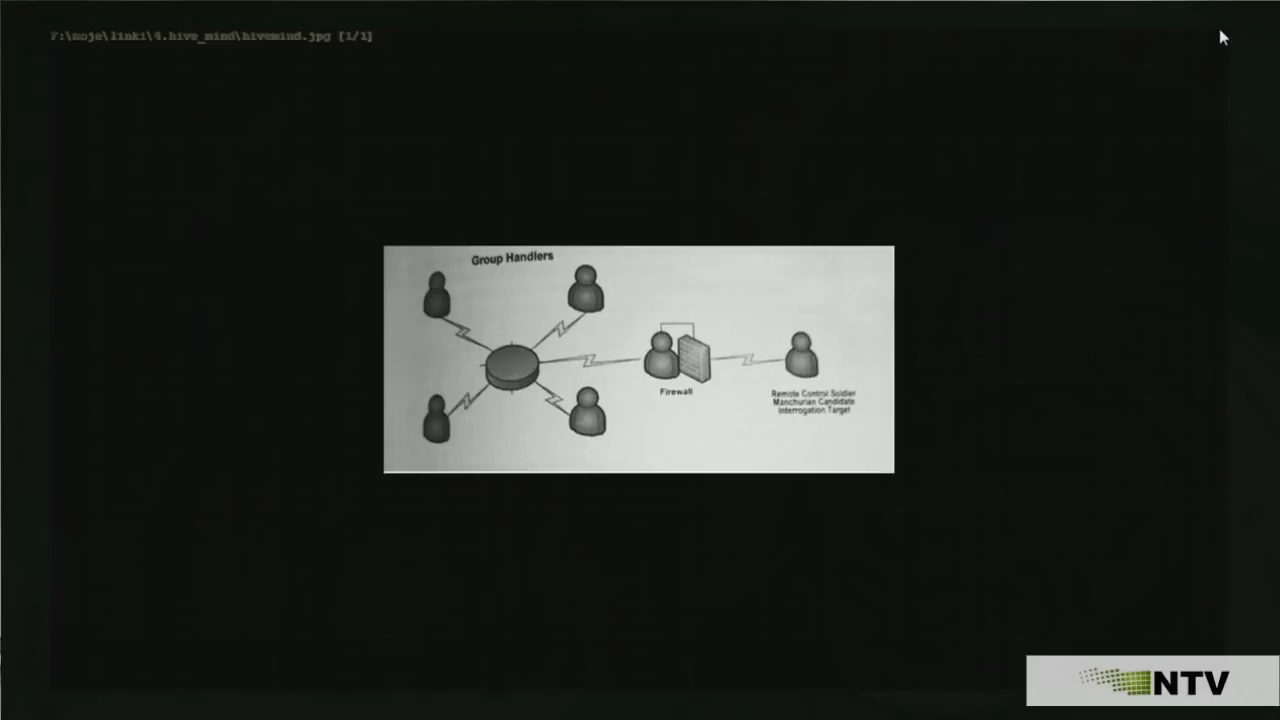 F:\moje\linki\4.hive_mind\hivemind.jpg [1/1]
Group Handlers
Firewall
Remote Control Soldier
Manchurian Candidate
Interrogation Target
NTV